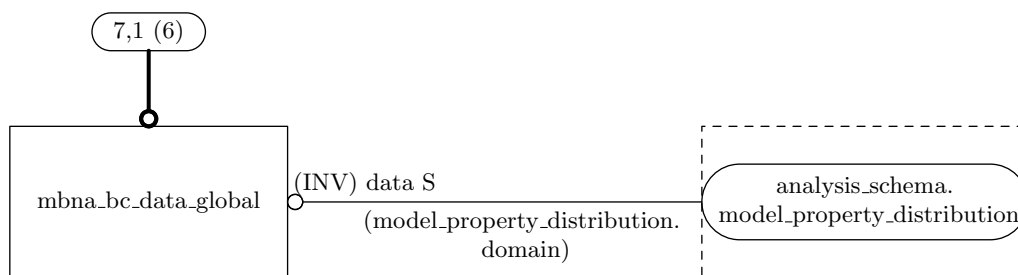 7,1 (6)
mbna_bc_data_global
(INV) data S
(model_property_distribution.
domain)
analysis_schema.
model_property_distribution